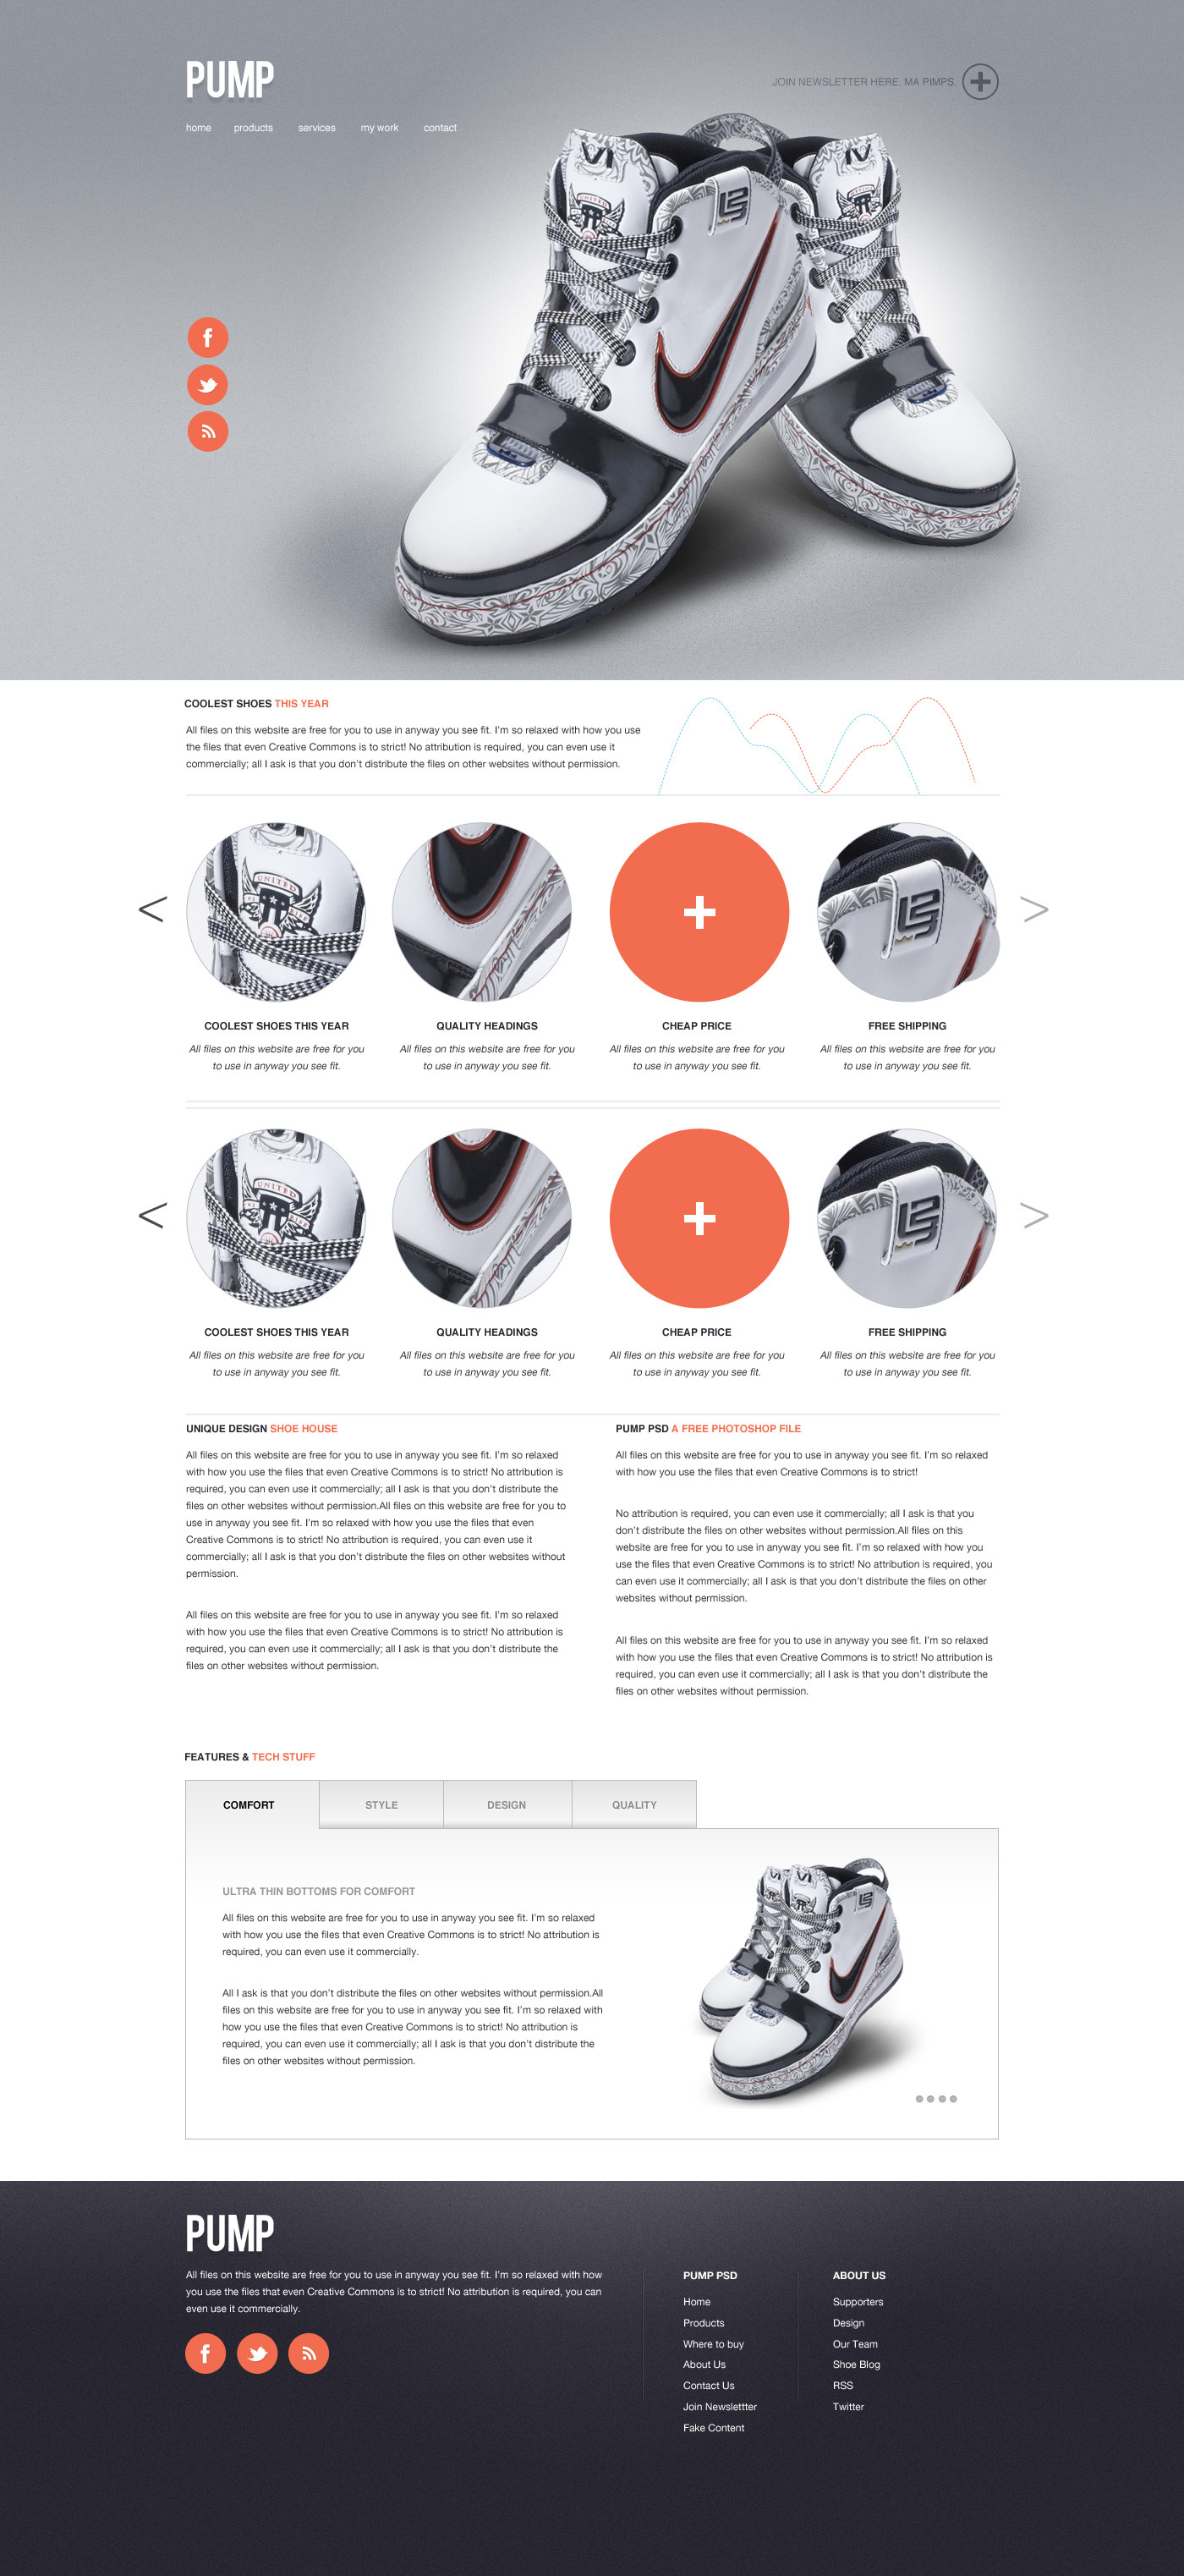 PUMP
JOIN NEWSLETTER HERE. MA PIMPS.
home products services my work contact
VI
IV
COOLEST SHOES THIS YEAR
All files on this website are free for you to use in anyway you see fit. I'm so relaxed with how you use
the files that even Creative Commons is to strict! No attribution is required, you can even use it
commercially; all I ask is that you don't distribute the files on other websites without permission.
UNITED
< >
COOLEST SHOES THIS YEAR
All files on this website are free for you
to use in anyway you see fit.
QUALITY HEADINGS
All files on this website are free for you
to use in anyway you see fit.
CHEAP PRICE
All files on this website are free for you
to use in anyway you see fit.
FREE SHIPPING
All files on this website are free for you
to use in anyway you see fit.
UNITED
< >
COOLEST SHOES THIS YEAR
All files on this website are free for you
to use in anyway you see fit.
QUALITY HEADINGS
All files on this website are free for you
to use in anyway you see fit.
CHEAP PRICE
All files on this website are free for you
to use in anyway you see fit.
FREE SHIPPING
All files on this website are free for you
to use in anyway you see fit.
UNIQUE DESIGN SHOE HOUSE
All files on this website are free for you to use in anyway you see fit. I'm so relaxed
with how you use the files that even Creative Commons is to strict! No attribution is
required, you can even use it commercially; all I ask is that you don't distribute the
files on other websites without permission.All files on this website are free for you to
use in anyway you see fit. I'm so relaxed with how you use the files that even
Creative Commons is to strict! No attribution is required, you can even use it
commercially; all I ask is that you don't distribute the files on other websites without
permission.
All files on this website are free for you to use in anyway you see fit. I'm so relaxed
with how you use the files that even Creative Commons is to strict! No attribution is
required, you can even use it commercially; all I ask is that you don't distribute the
files on other websites without permission.
PUMP PSD A FREE PHOTOSHOP FILE
All files on this website are free for you to use in anyway you see fit. I'm so relaxed
with how you use the files that even Creative Commons is to strict!
No attribution is required, you can even use it commercially; all I ask is that you
don't distribute the files on other websites without permission.All files on this
website are free for you to use in anyway you see fit. I'm so relaxed with how you
use the files that even Creative Commons is to strict! No attribution is required, you
can even use it commercially; all I ask is that you don't distribute the files on other
websites without permission.
All files on this website are free for you to use in anyway you see fit. I'm so relaxed
with how you use the files that even Creative Commons is to strict! No attribution is
required, you can even use it commercially; all I ask is that you don't distribute the
files on other websites without permission.
FEATURES & TECH STUFF
COMFORT STYLE DESIGN QUALITY
ULTRA THIN BOTTOMS FOR COMFORT
All files on this website are free for you to use in anyway you see fit. I'm so relaxed
with how you use the files that even Creative Commons is to strict! No attribution is
required, you can even use it commercially.
All I ask is that you don't distribute the files on other websites without permission.All
files on this website are free for you to use in anyway you see fit. I'm so relaxed with
how you use the files that even Creative Commons is to strict! No attribution is
required, you can even use it commercially; all I ask is that you don't distribute the
files on other websites without permission.
VI
VI
PUMP
All files on this website are free for you to use in anyway you see fit. I'm so relaxed with how
you use the files that even Creative Commons is to strict! No attribution is required, you can
even use it commercially.
PUMP PSD
Home
Products
Where to buy
About Us
Contact Us
Join Newslettter
Fake Content
ABOUT US
Supporters
Design
Our Team
Shoe Blog
RSS
Twitter